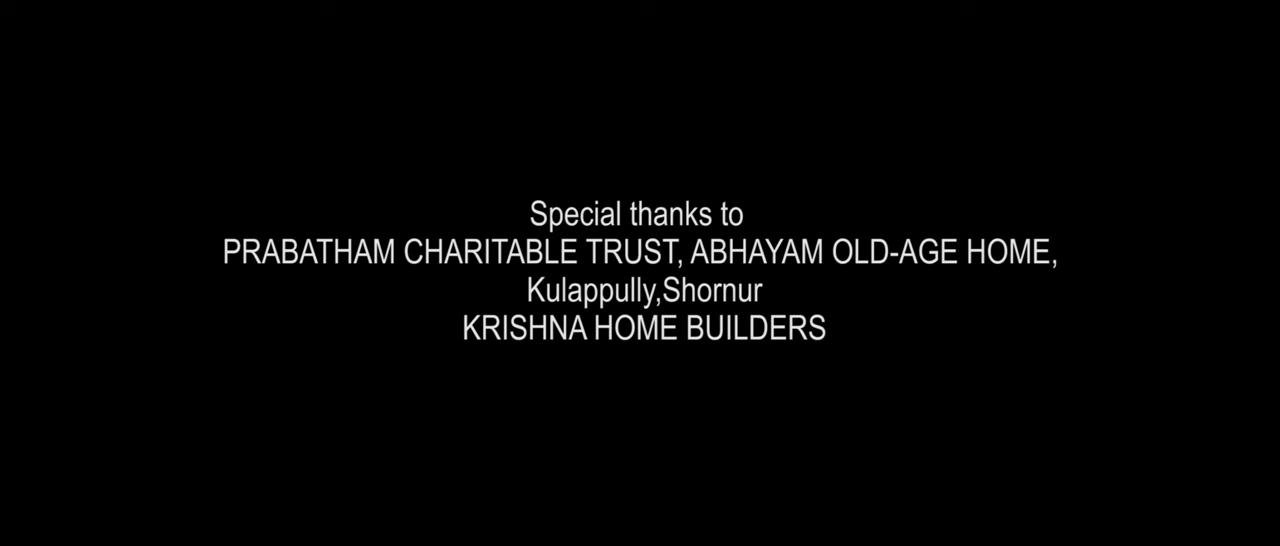 Special thanks to
PRABATHAM CHARITABLE TRUST, ABHAYAM OLD-AGE HOME,
Kulappully,Shornur
KRISHNA HOME BUILDERS